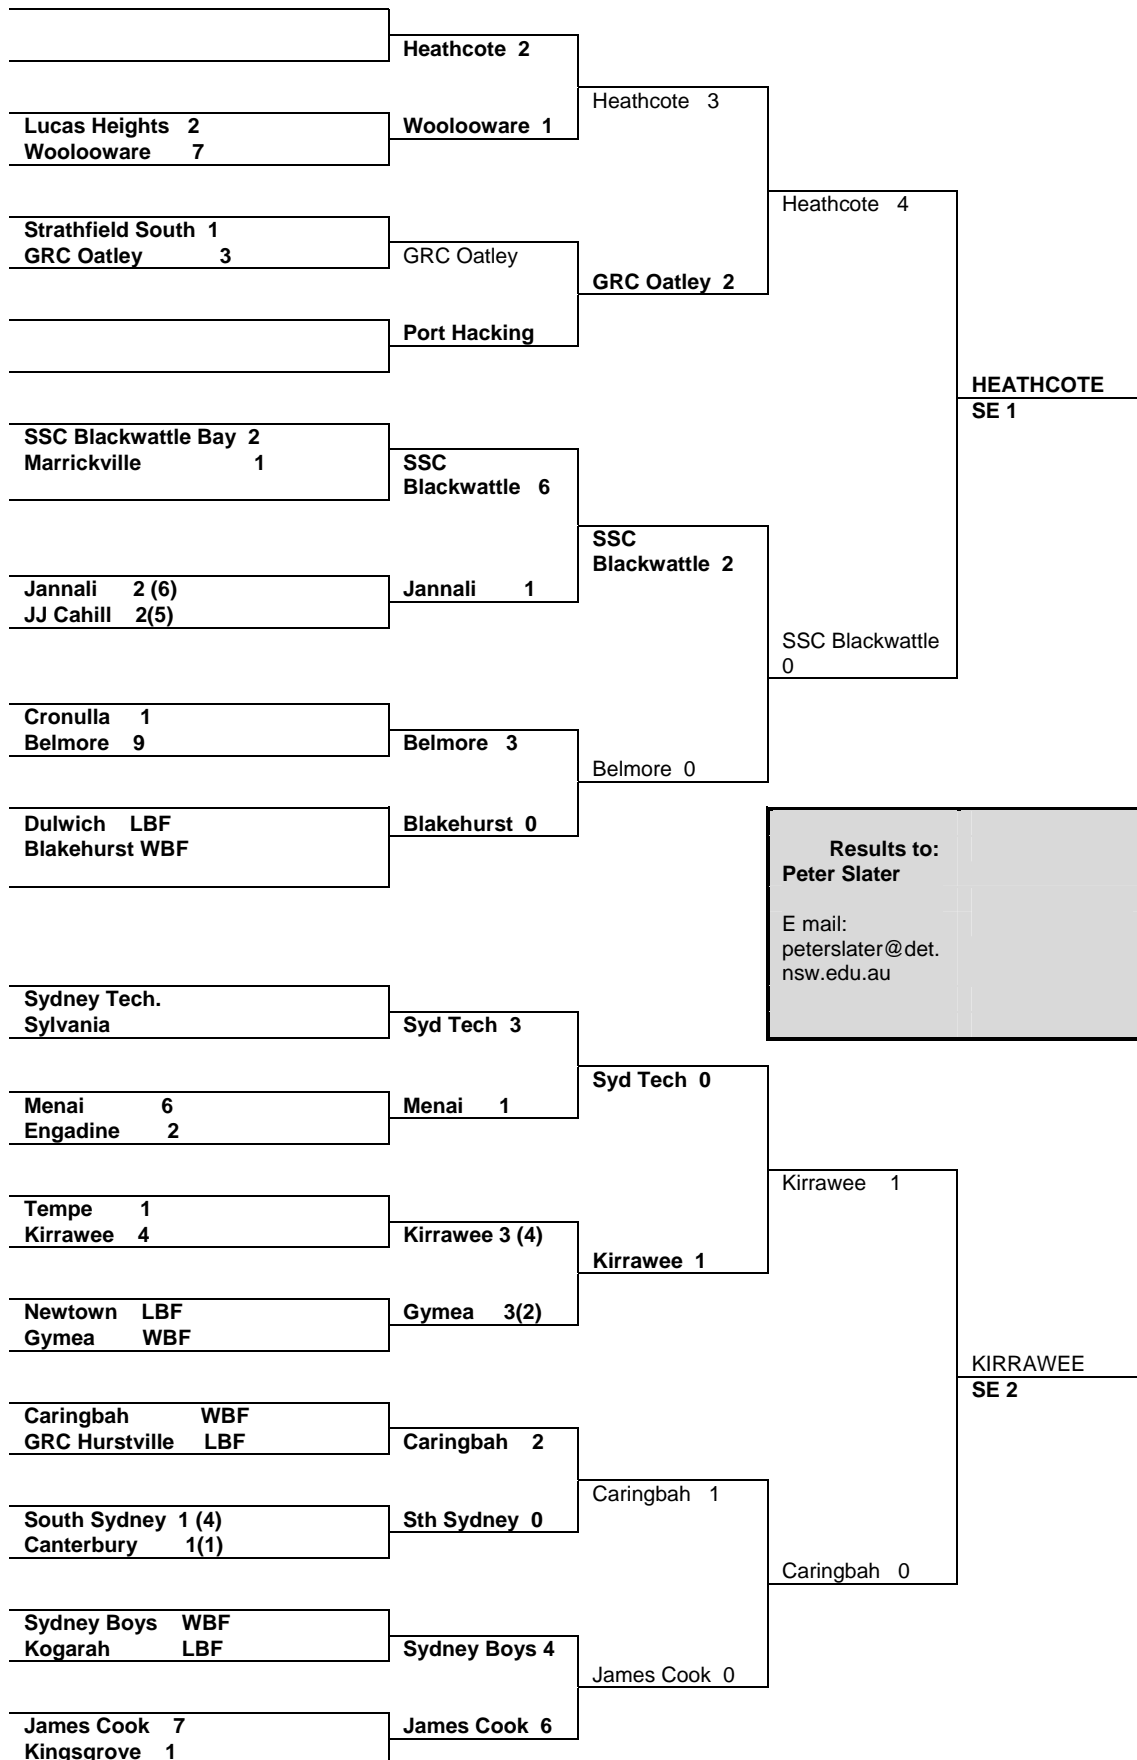 Heathcote 2
Heathcote 3
Lucas Heights 2
Woolooware 7
Woolooware 1
Heathcote 4
Strathfield South 1
GRC Oatley 3
GRC Oatley
GRC Oatley 2
Port Hacking
HEATHCOTE
SE 1
SSC Blackwattle Bay 2
Marrickville 1
SSC
Blackwattle 6
SSC
Blackwattle 2
Jannali 2 (6)
JJ Cahill 2(5)
Jannali 1
SSC Blackwattle
0
Cronulla 1
Belmore 9
Belmore 3
Belmore 0
Dulwich LBF
Blakehurst WBF
Blakehurst 0
Results to:
Peter Slater
E mail:
peterslater@det.
nsw.edu.au
Sydney Tech.
Sylvania
Syd Tech 3
Syd Tech 0
Menai 6
Engadine 2
Menai 1
Kirrawee 1
Tempe 1
Kirrawee 4
Kirrawee 3 (4)
Kirrawee 1
Newtown LBF
Gymea WBF
Gymea 3(2)
KIRRAWEE
SE 2
Caringbah WBF
GRC Hurstville LBF
Caringbah 2
Caringbah 1
South Sydney 1 (4)
Canterbury 1(1)
Sth Sydney 0
Caringbah 0
Sydney Boys WBF
Kogarah LBF
Sydney Boys 4
James Cook 0
James Cook 7
Kingsgrove 1
James Cook 6